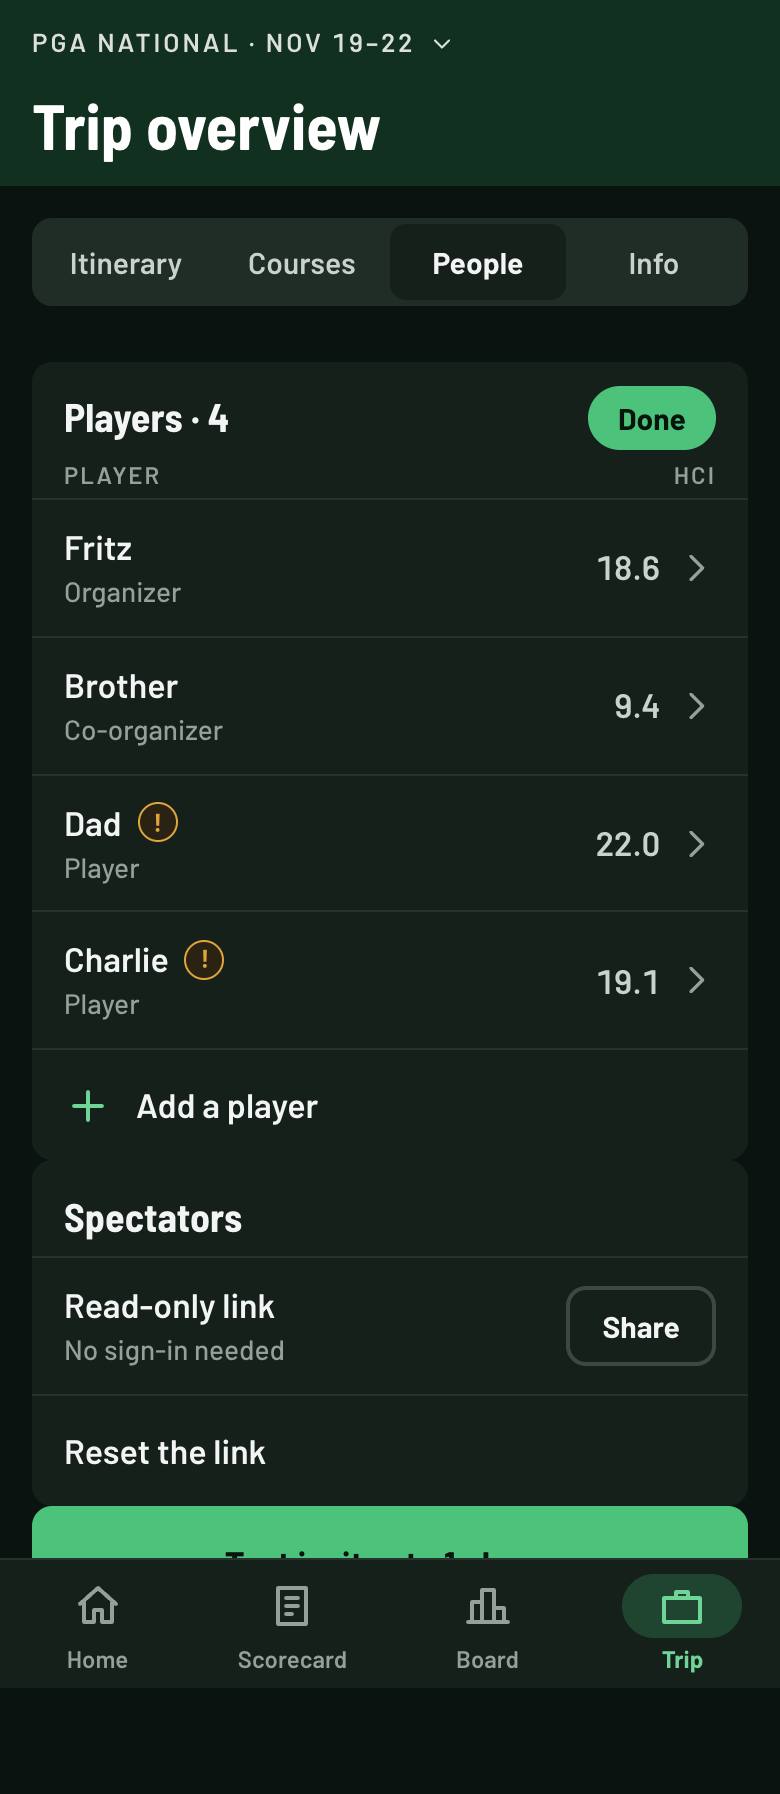 PGA NATIONAL · NOV 19–22
Trip overview
Itinerary Courses People Info
Players · 4 Done
PLAYER HCI
Fritz
Organizer
18.6
Brother
Co-organizer
9.4
Dad !
Player
22.0
Charlie !
Player
19.1
Add a player
Spectators
Read-only link
No sign-in needed
Share
Reset the link
Home Scorecard Board Trip